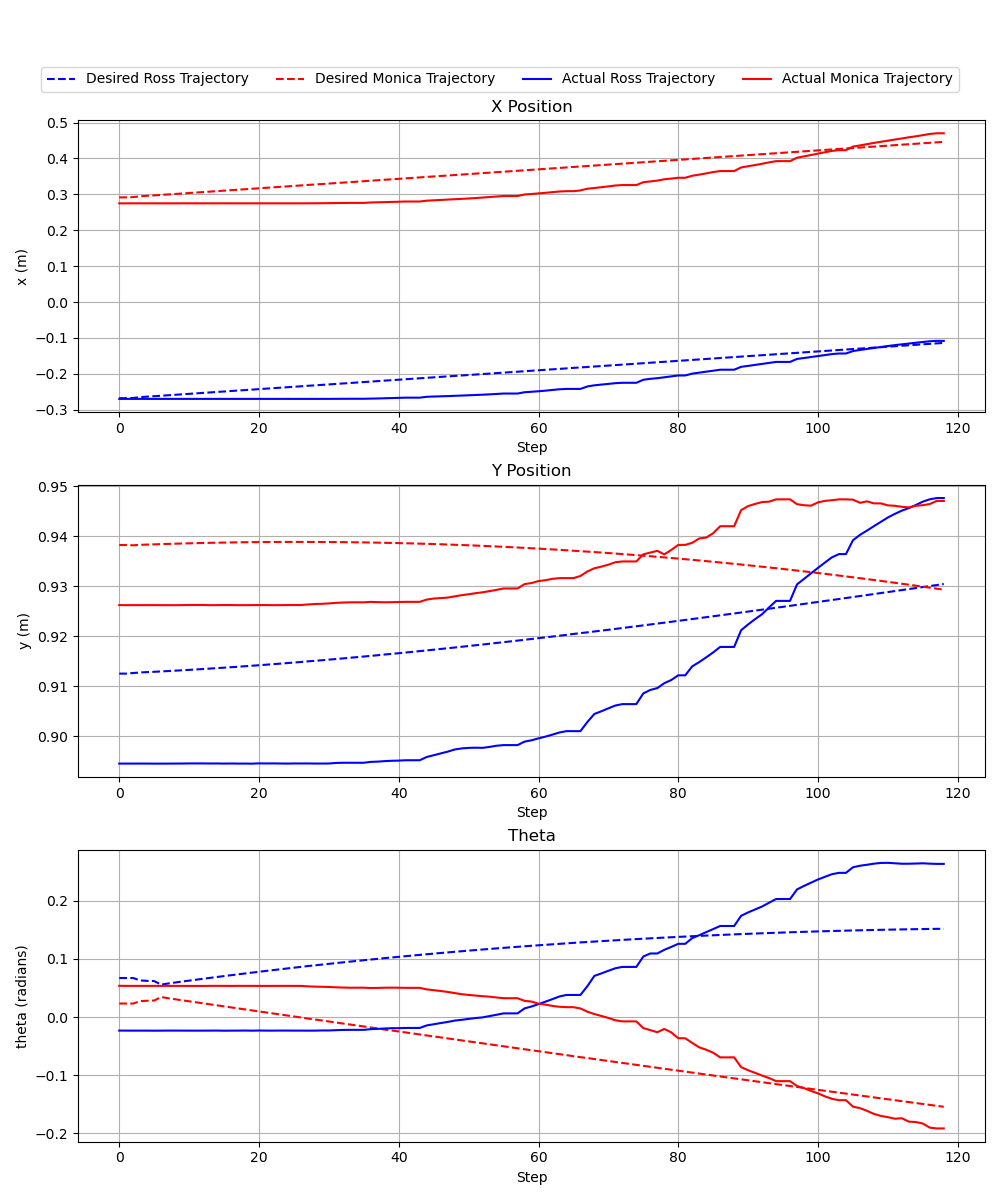 Desired Ross Trajectory Desired Monica Trajectory Actual Ross Trajectory Actual Monica Trajectory
X Position
0.5
0.4
0.3
0.2
0.1
0.0
−0.1
−0.2
−0.3
x (m)
0 20 40 60 80 100 120
Step
Y Position
0.95
0.94
0.93
0.92
0.91
0.90
y (m)
0 20 40 60 80 100 120
Step
Theta
0.2
0.1
0.0
−0.1
−0.2
theta (radians)
0 20 40 60 80 100 120
Step